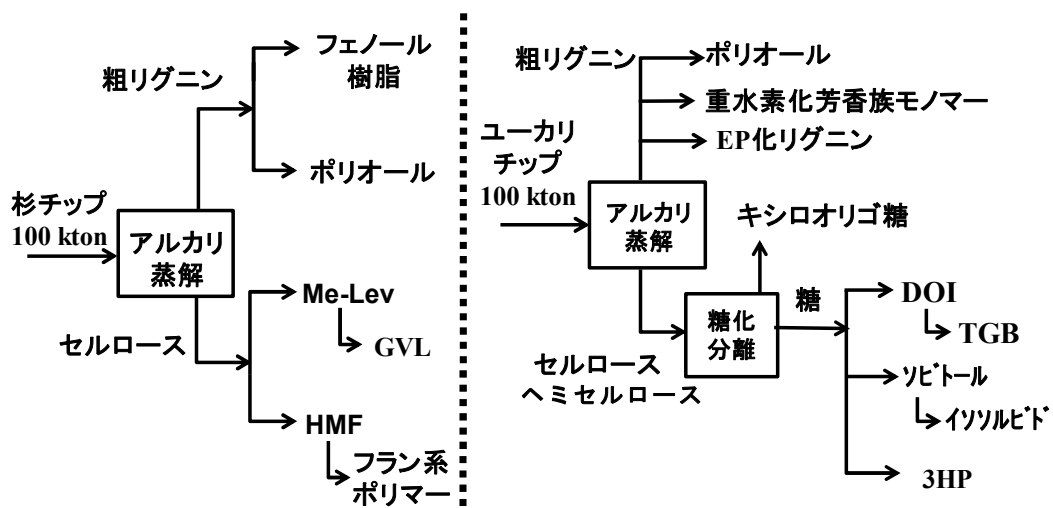 フェノール
樹脂
粗リグニン
ポリオール
杉チップ
100 kton
アルカリ
蒸解
Me-Lev
GVL
セルロース
HMF
フラン系
ポリマー
粗リグニン
ポリオール
重水素化芳香族モノマー
EP化リグニン
ユーカリ
チップ
100 kton
アルカリ
蒸解
キシロオリゴ糖
糖化
分離
糖
DOI
TGB
セルロース
ヘミセルロース
ｿﾋﾞﾄｰﾙ
ｲｿｿﾙﾋﾞﾄﾞ
3HP